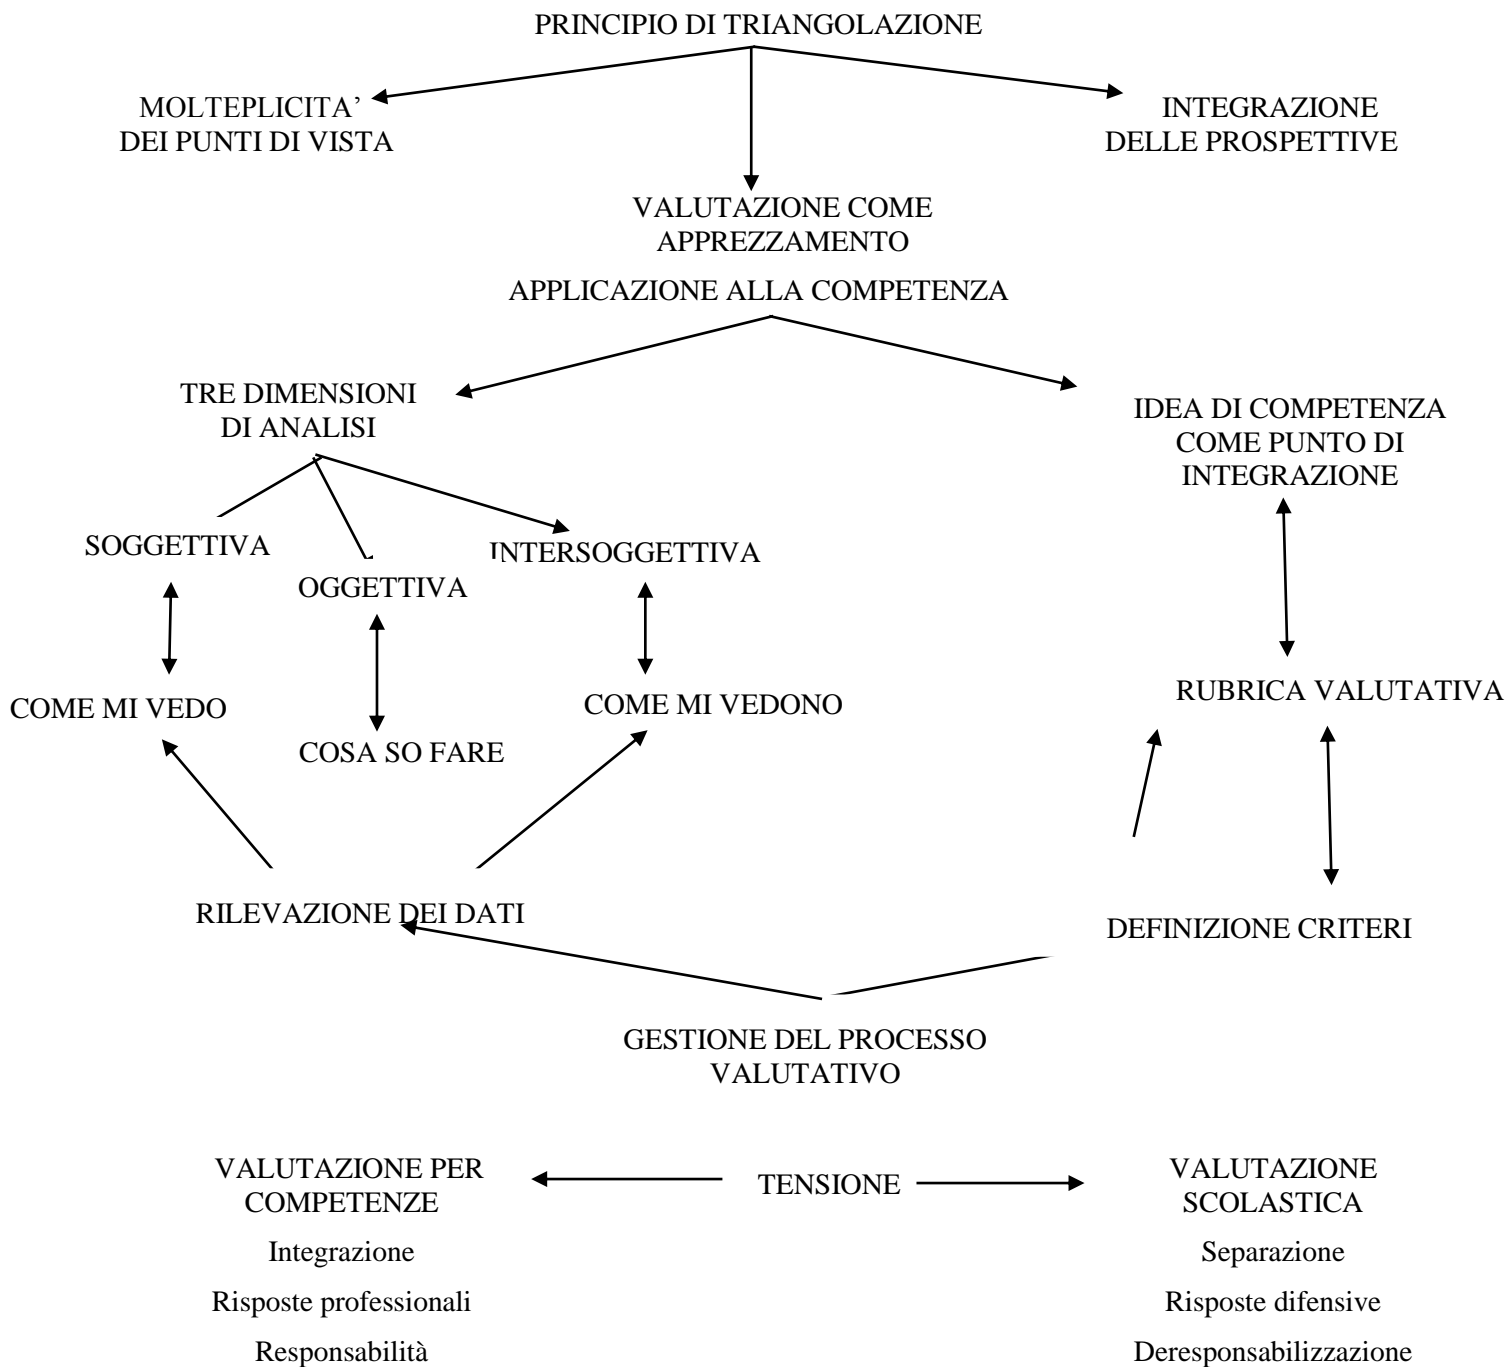 PRINCIPIO DI TRIANGOLAZIONE
MOLTEPLICITA’
DEI PUNTI DI VISTA
INTEGRAZIONE
DELLE PROSPETTIVE
VALUTAZIONE COME
APPREZZAMENTO
APPLICAZIONE ALLA COMPETENZA
TRE DIMENSIONI
DI ANALISI
IDEA DI COMPETENZA
COME PUNTO DI
INTEGRAZIONE
SOGGETTIVA
OGGETTIVA
INTERSOGGETTIVA
COME MI VEDO
COSA SO FARE
COME MI VEDONO
RUBRICA VALUTATIVA
RILEVAZIONE DEI DATI
DEFINIZIONE CRITERI
GESTIONE DEL PROCESSO
VALUTATIVO
VALUTAZIONE PER
COMPETENZE
TENSIONE
VALUTAZIONE
SCOLASTICA
Integrazione
Separazione
Risposte professionali
Risposte difensive
Responsabilità
Deresponsabilizzazione